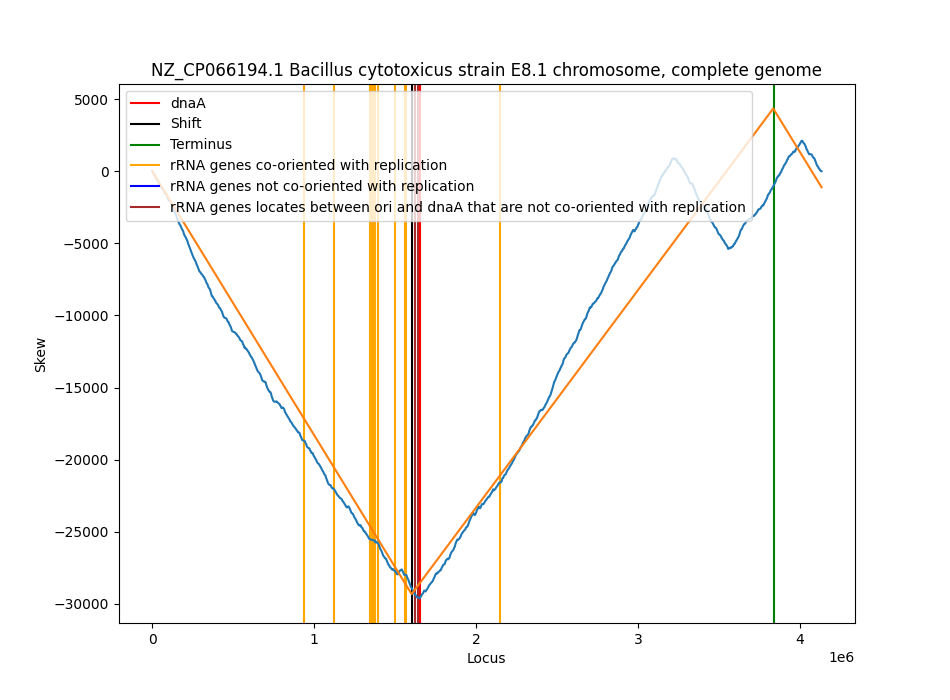 NZ_CP066194.1 Bacillus cytotoxicus strain E8.1 chromosome, complete genome
5000
0
−5000
−10000
−15000
−20000
−25000
−30000
Skew
dnaA
Shift
Terminus
rRNA genes co-oriented with replication
rRNA genes not co-oriented with replication
rRNA genes locates between ori and dnaA that are not co-oriented with replication
0
1
2
3
4
1e6
Locus